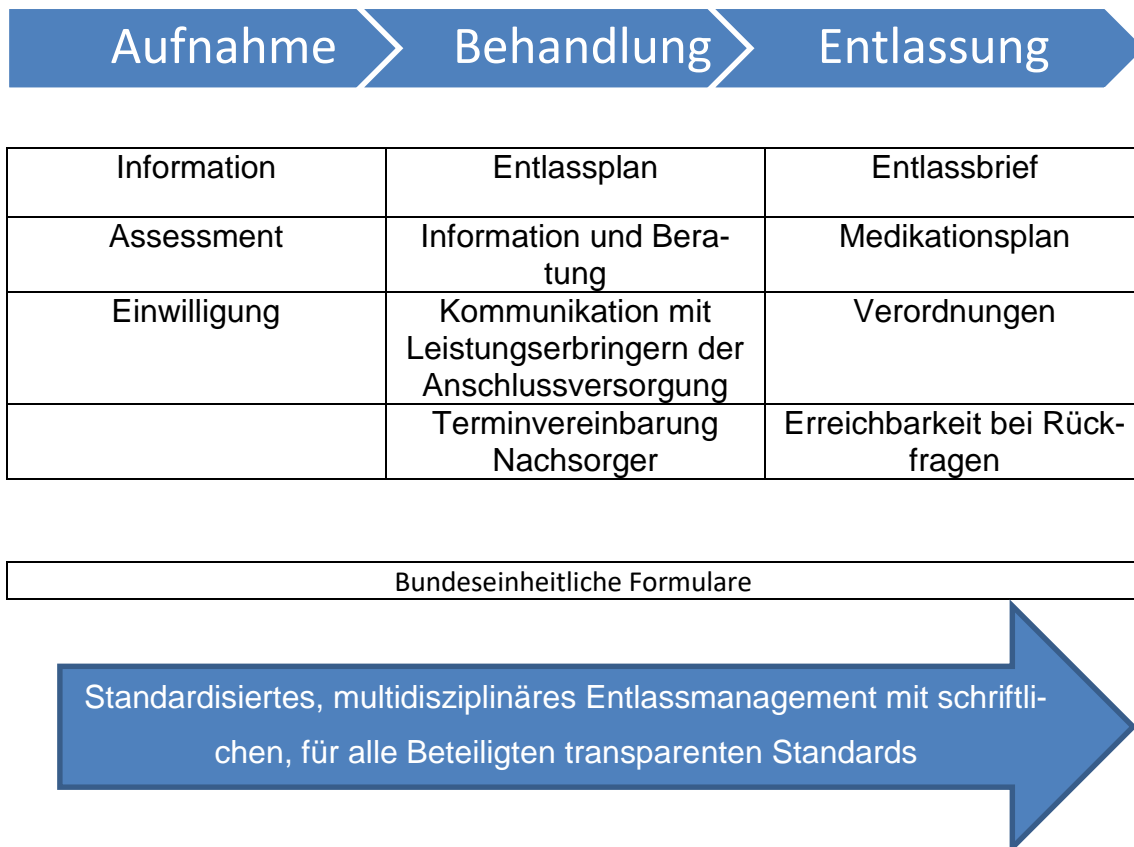 Aufnahme
Behandlung
Entlassung
Information
Entlassplan
Entlassbrief
Assessment
Information und Bera-
tung
Medikationsplan
Einwilligung
Kommunikation mit
Leistungserbringern der
Anschlussversorgung
Verordnungen
Terminvereinbarung
Nachsorger
Erreichbarkeit bei Rück-
fragen
Bundeseinheitliche Formulare
Standardisiertes, multidisziplinäres Entlassmanagement mit schriftli-
chen, für alle Beteiligten transparenten Standards